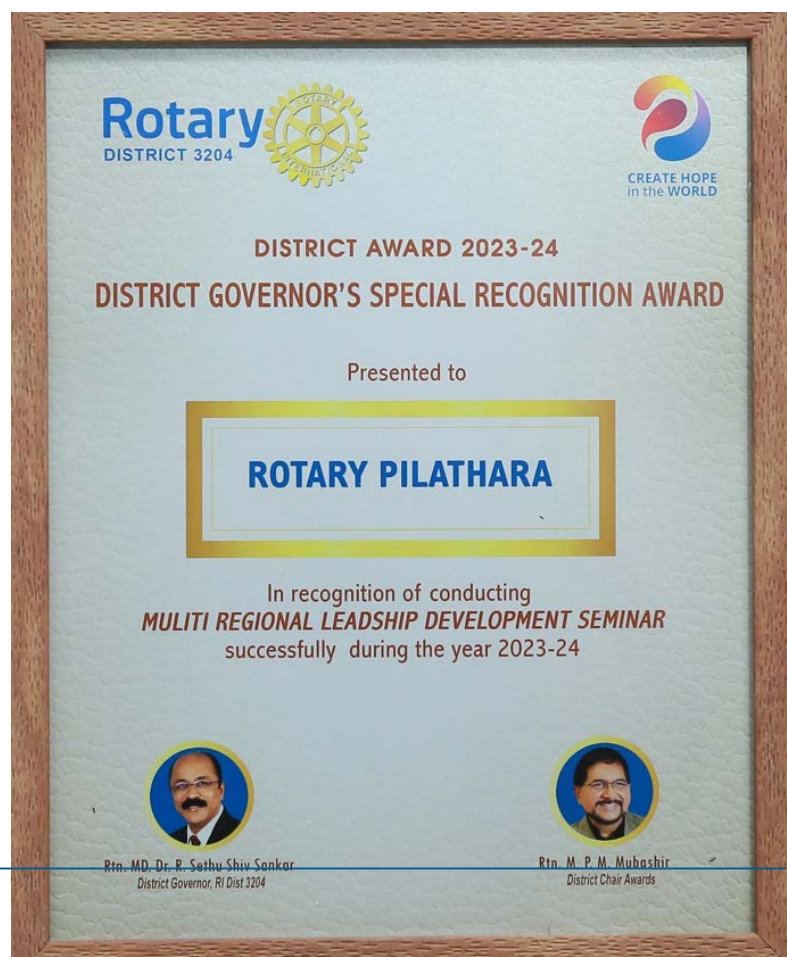 Rotary
DISTRICT 3204
ROTARY
INTERNATIONAL
CREATE HOPE
in the WORLD
DISTRICT AWARD 2023-24
DISTRICT GOVERNOR'S SPECIAL RECOGNITION AWARD
Presented to
ROTARY PILATHARA
In recognition of conducting
MULITI REGIONAL LEADSHIP DEVELOPMENT SEMINAR
successfully during the year 2023-24
Rtn. MD. Dr. R. Sethu Shiv Sankar
District Governor, RI Dist 3204
Rtn. M. P. M. Mubashir
District Chair Awards